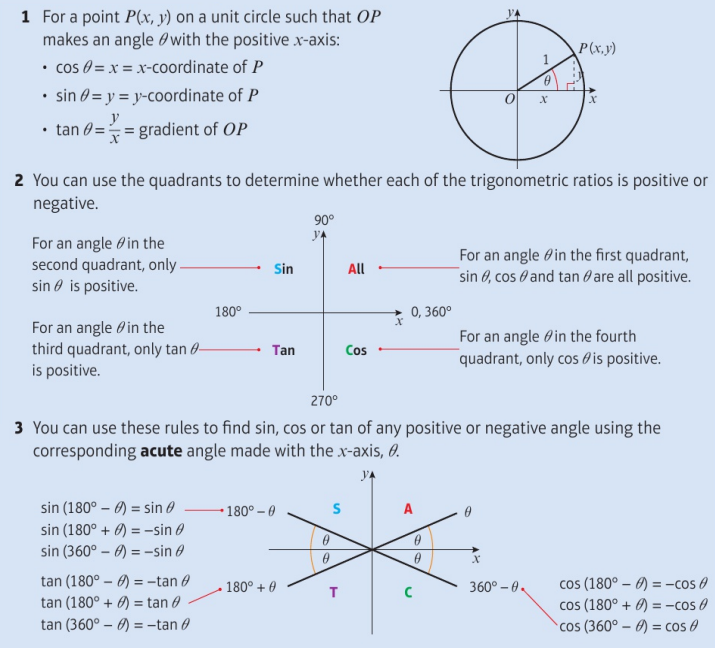 1 For a point P(x, y) on a unit circle such that OP
makes an angle θ with the positive x-axis:
• cos θ = x = x-coordinate of P
• sin θ = y = y-coordinate of P
• tan θ = y/x = gradient of OP
y
P(x,y)
1
θ
y
O
x
x
2 You can use the quadrants to determine whether each of the trigonometric ratios is positive or
negative.
90°
y
For an angle θ in the
second quadrant, only
sin θ is positive.
Sin
All
For an angle θ in the first quadrant,
sin θ, cos θ and tan θ are all positive.
180°
0, 360°
x
For an angle θ in the
third quadrant, only tan θ
is positive.
Tan
Cos
For an angle θ in the fourth
quadrant, only cos θ is positive.
270°
3 You can use these rules to find sin, cos or tan of any positive or negative angle using the
corresponding acute angle made with the x-axis, θ.
y
sin (180° − θ) = sin θ
sin (180° + θ) = −sin θ
sin (360° − θ) = −sin θ
180° − θ
S
A
θ
θ
θ
θ
θ
x
tan (180° − θ) = −tan θ
tan (180° + θ) = tan θ
tan (360° − θ) = −tan θ
180° + θ
T
C
360° − θ
cos (180° − θ) = −cos θ
cos (180° + θ) = −cos θ
cos (360° − θ) = cos θ